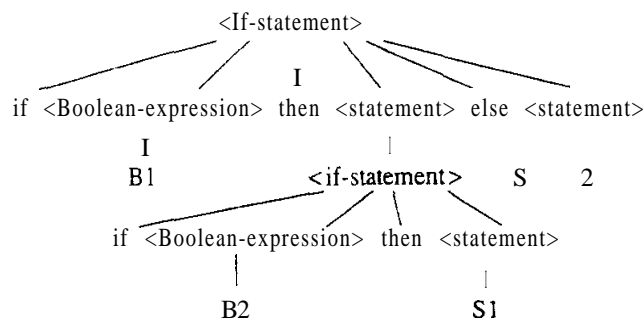 <If-statement>
I
if <Boolean-expression> then <statement> else <statement>
I
B1 <if-statement> S 2
if <Boolean-expression> then <statement>
B2 S1